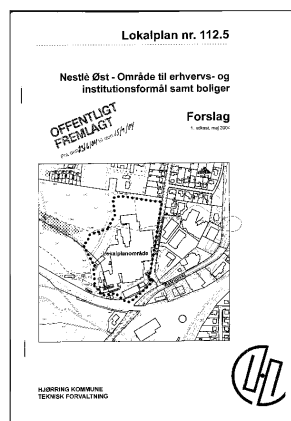 Lokalplan nr. 112.5
Nestlè Øst - Område til erhvervs- og
institutionsformål samt boliger
OFFENTLIGT
FREMLAGT
Forslag
1. udkast, maj 2004
Lokalplanområde
HJØRRING KOMMUNE
TEKNISK FORVALTNING